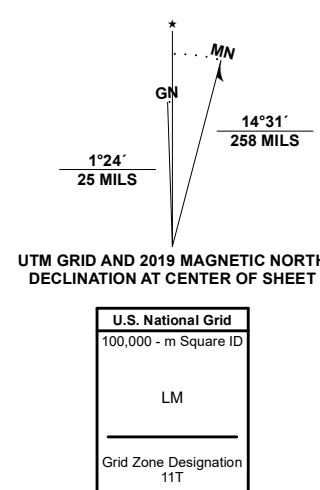 MN
GN
14°31´
258 MILS
1°24´
25 MILS
UTM GRID AND 2019 MAGNETIC NORTH
DECLINATION AT CENTER OF SHEET
U.S. National Grid
100,000 - m Square ID
LM
Grid Zone Designation
11T